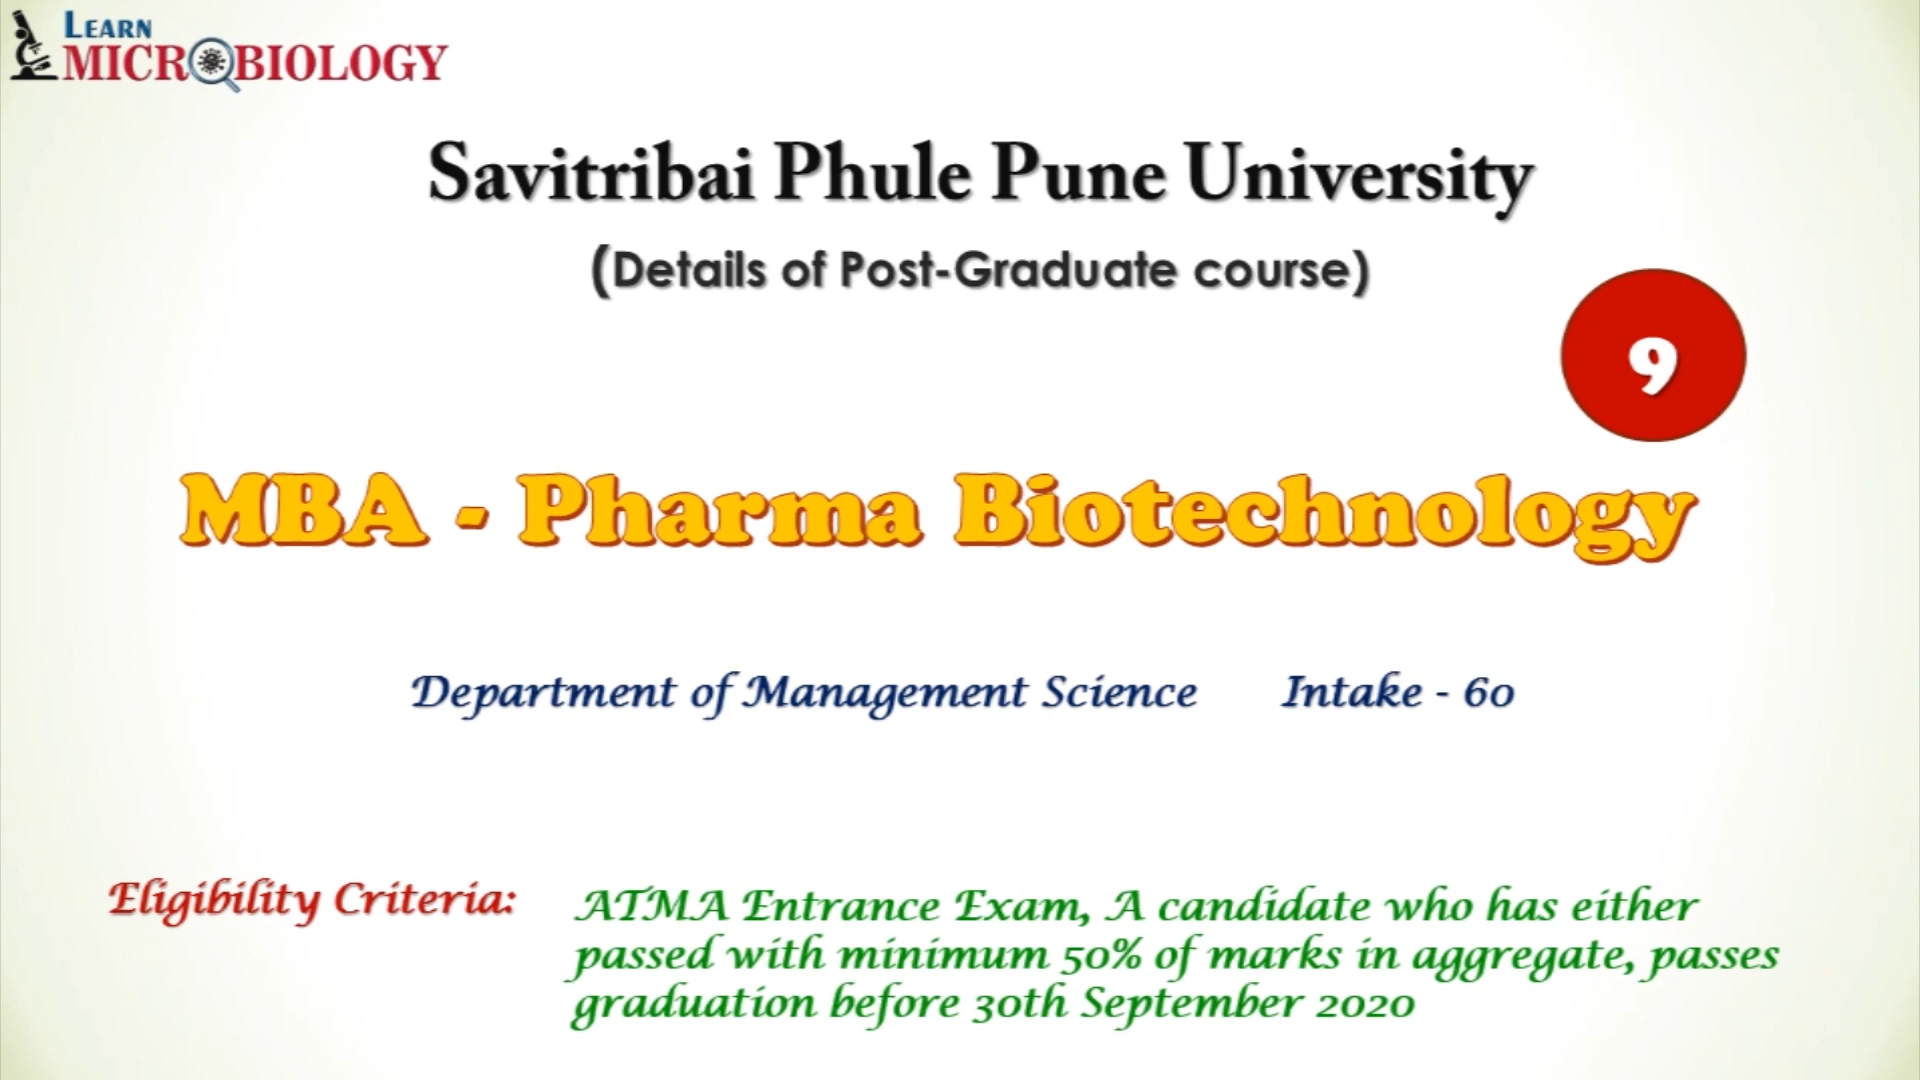 LEARN
MICROBIOLOGY
Savitribai Phule Pune University
(Details of Post-Graduate course)
9
MBA - Pharma Biotechnology
Department of Management Science Intake - 60
Eligibility Criteria: ATMA Entrance Exam, A candidate who has either
passed with minimum 50% of marks in aggregate, passes
graduation before 30th September 2020